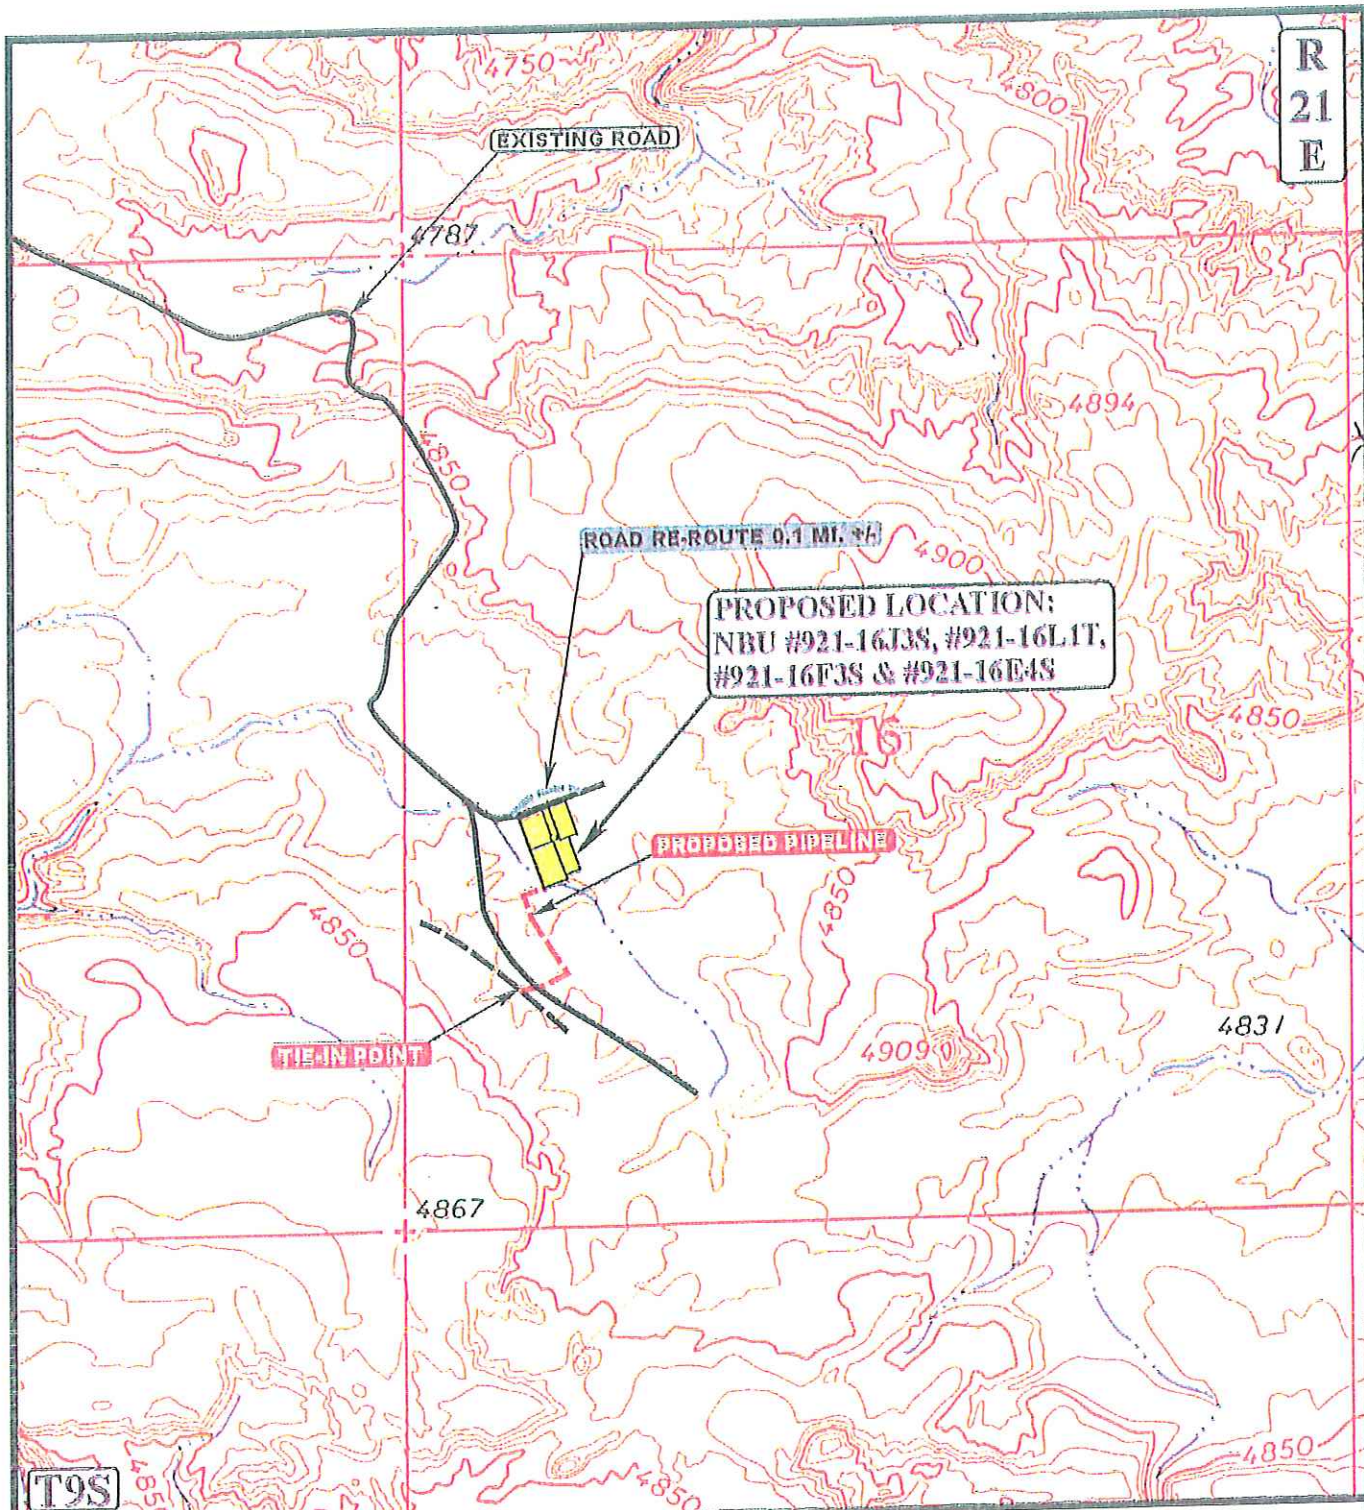 R
21
E
4750
4800
EXISTING ROAD
4787
4894
4850
ROAD RE-ROUTE 0.1 MI. +/-
4900
PROPOSED LOCATION:
NBU #921-16J3S, #921-16L1T,
#921-16F3S & #921-16E4S
4850
16
PROPOSED PIPELINE
4850
4850
4831
TIE-IN POINT
4909
4867
4850
T9S
485
4850